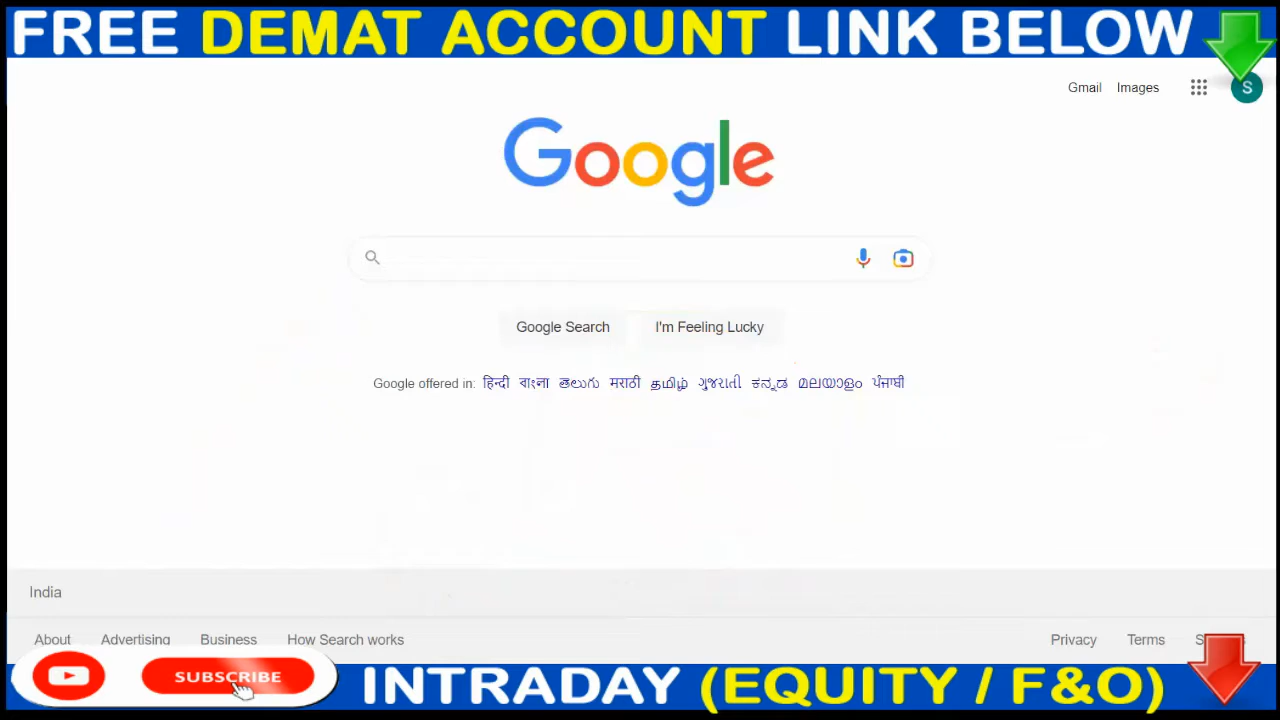 FREE DEMAT ACCOUNT LINK BELOW
Gmail Images S
Google
Google Search I'm Feeling Lucky
Google offered in: हिन्दी বাংলা తెలుగు मराठी தமிழ் ગુજરાતી ಕನ್ನಡ മലയാളം ਪੰਜਾਬੀ
India
About Advertising Business How Search works Privacy Terms
SUBSCRIBE INTRADAY (EQUITY / F&O)